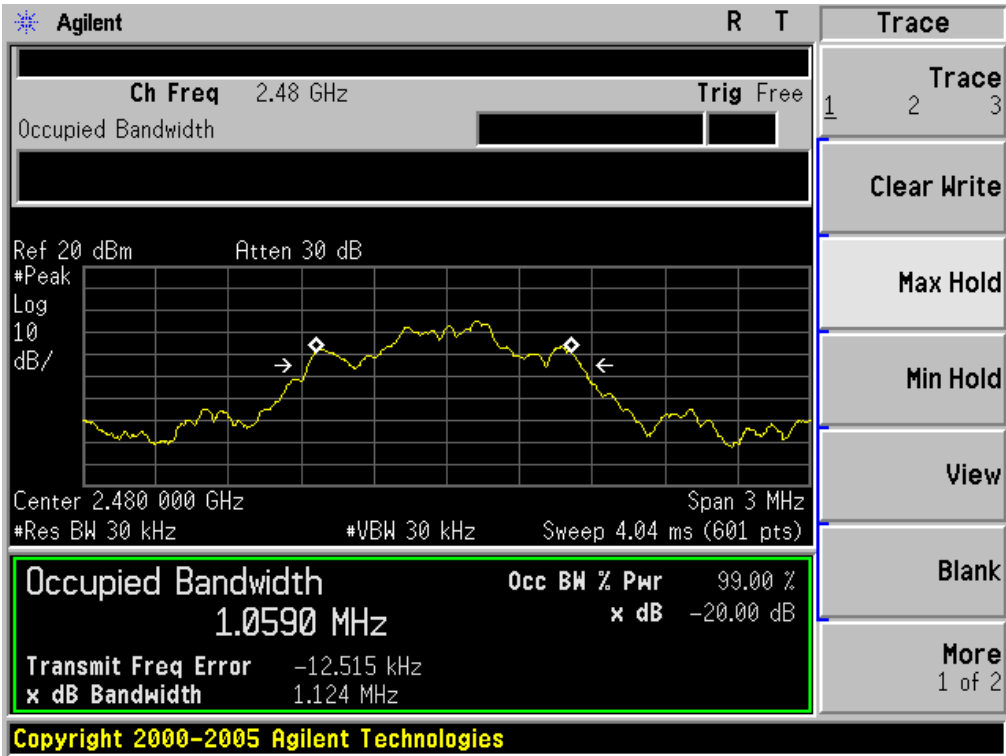 Agilent R T
Ch Freq 2.48 GHz Trig Free
Occupied Bandwidth
Ref 20 dBm Atten 30 dB
#Peak
Log
10
dB/
Center 2.480 000 GHz Span 3 MHz
#Res BW 30 kHz #VBW 30 kHz Sweep 4.04 ms (601 pts)
Occupied Bandwidth
1.0590 MHz
Occ BW % Pwr 99.00 %
x dB -20.00 dB
Transmit Freq Error -12.515 kHz
x dB Bandwidth 1.124 MHz
Copyright 2000-2005 Agilent Technologies
Trace
Trace
1 2 3
Clear Write
Max Hold
Min Hold
View
Blank
More
1 of 2